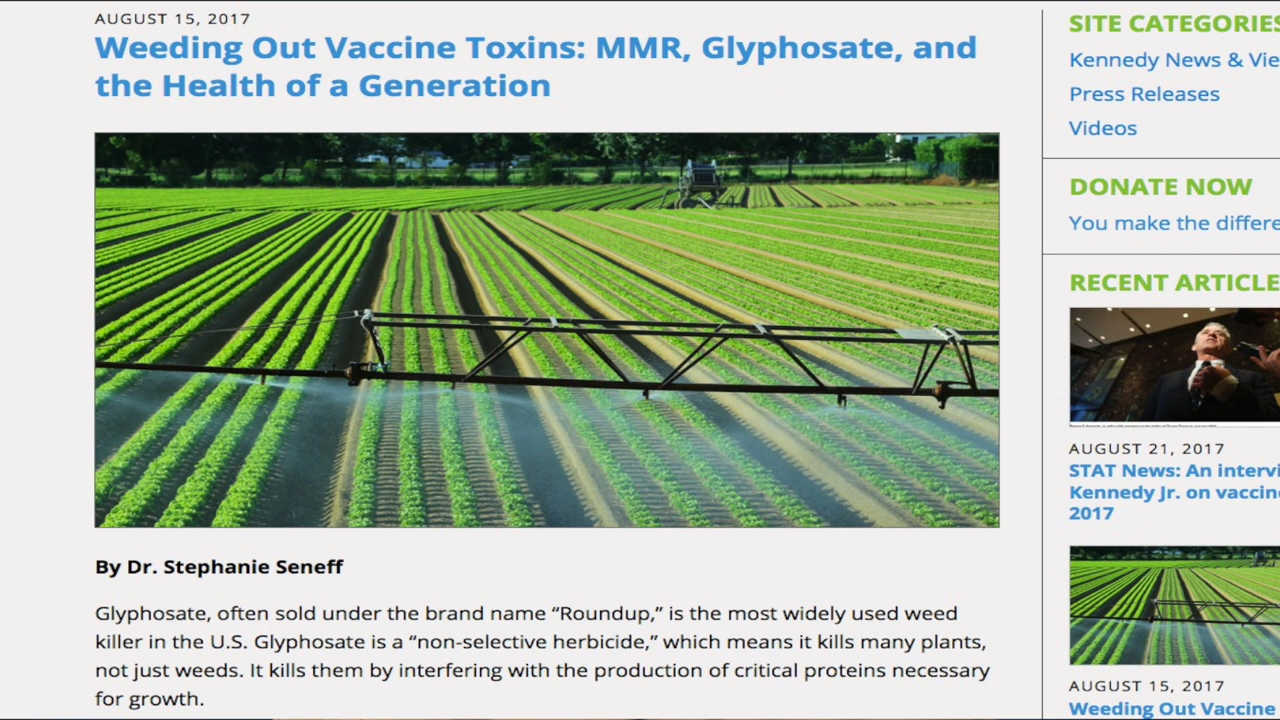 AUGUST 15, 2017
Weeding Out Vaccine Toxins: MMR, Glyphosate, and
the Health of a Generation
By Dr. Stephanie Seneff
Glyphosate, often sold under the brand name “Roundup,” is the most widely used weed
killer in the U.S. Glyphosate is a “non-selective herbicide,” which means it kills many plants,
not just weeds. It kills them by interfering with the production of critical proteins necessary
for growth.
SITE CATEGORIES
Kennedy News & Vie
Press Releases
Videos
DONATE NOW
You make the differe
RECENT ARTICLE
AUGUST 21, 2017
STAT News: An intervi
Kennedy Jr. on vaccin
2017
AUGUST 15, 2017
Weeding Out Vaccine